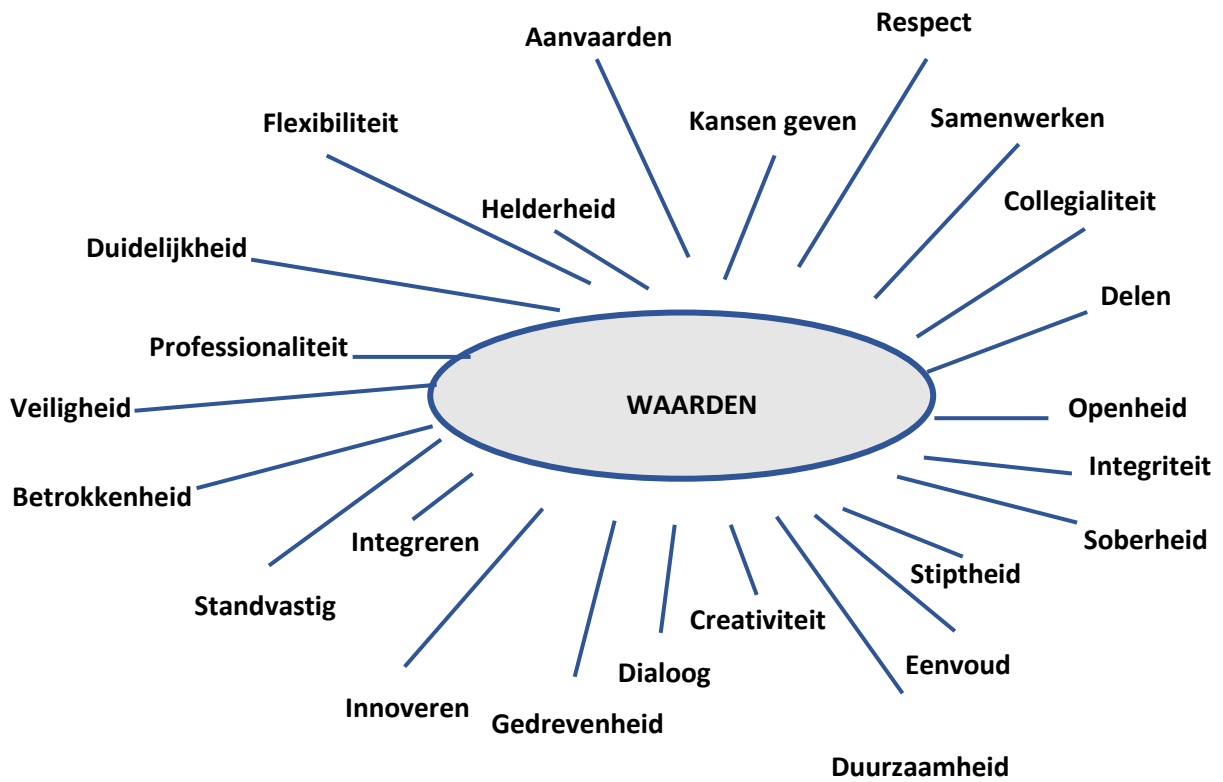 Respect
Aanvaarden
Kansen geven
Samenwerken
Flexibiliteit
Helderheid
Collegialiteit
Duidelijkheid
Delen
Professionaliteit
Veiligheid
WAARDEN
Openheid
Integriteit
Betrokkenheid
Integreren
Soberheid
Stiptheid
Standvastig
Creativiteit
Eenvoud
Dialoog
Innoveren
Gedrevenheid
Duurzaamheid